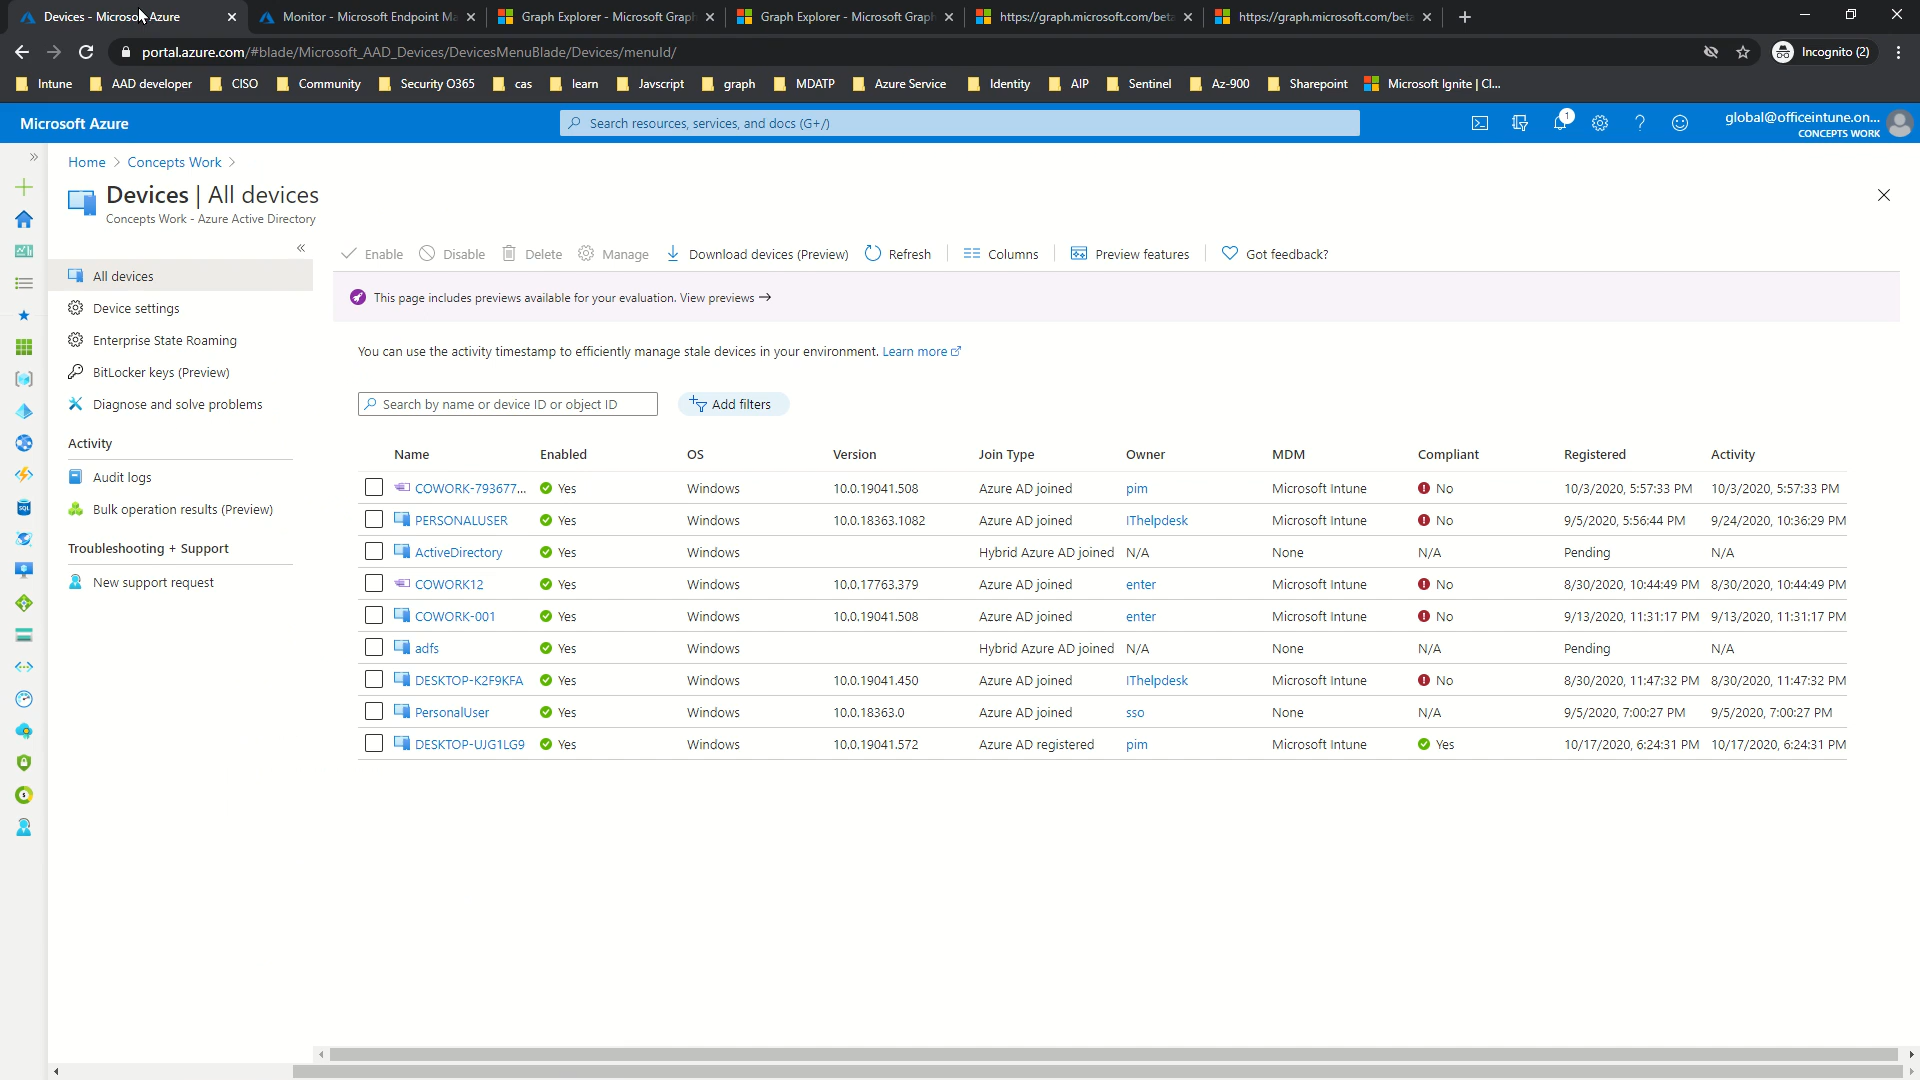 Devices - Microsoft Azure
Monitor - Microsoft Endpoint Ma
Graph Explorer - Microsoft Graph
Graph Explorer - Microsoft Graph
https://graph.microsoft.com/beta
https://graph.microsoft.com/beta
portal.azure.com/#blade/Microsoft_AAD_Devices/DevicesMenuBlade/Devices/menuId/
Incognito (2)
Intune AAD developer CISO Community Security O365 cas learn Javscript graph MDATP Azure Service Identity AIP Sentinel Az-900 Sharepoint Microsoft Ignite | Cl...
Microsoft Azure
Search resources, services, and docs (G+/)
1
global@officeintune.on...
CONCEPTS WORK
Home > Concepts Work >
Devices | All devices
Concepts Work - Azure Active Directory
All devices
Device settings
Enterprise State Roaming
BitLocker keys (Preview)
Diagnose and solve problems
Activity
Audit logs
Bulk operation results (Preview)
Troubleshooting + Support
New support request
Enable Disable Delete Manage Download devices (Preview) Refresh Columns Preview features Got feedback?
This page includes previews available for your evaluation. View previews →
You can use the activity timestamp to efficiently manage stale devices in your environment. Learn more
Search by name or device ID or object ID
Add filters
Name Enabled OS Version Join Type Owner MDM Compliant Registered Activity
COWORK-793677... Yes Windows 10.0.19041.508 Azure AD joined pim Microsoft Intune No 10/3/2020, 5:57:33 PM 10/3/2020, 5:57:33 PM
PERSONALUSER Yes Windows 10.0.18363.1082 Azure AD joined IThelpdesk Microsoft Intune No 9/5/2020, 5:56:44 PM 9/24/2020, 10:36:29 PM
ActiveDirectory Yes Windows Hybrid Azure AD joined N/A None N/A Pending N/A
COWORK12 Yes Windows 10.0.17763.379 Azure AD joined enter Microsoft Intune No 8/30/2020, 10:44:49 PM 8/30/2020, 10:44:49 PM
COWORK-001 Yes Windows 10.0.19041.508 Azure AD joined enter Microsoft Intune No 9/13/2020, 11:31:17 PM 9/13/2020, 11:31:17 PM
adfs Yes Windows Hybrid Azure AD joined N/A None N/A Pending N/A
DESKTOP-K2F9KFA Yes Windows 10.0.19041.450 Azure AD joined IThelpdesk Microsoft Intune No 8/30/2020, 11:47:32 PM 8/30/2020, 11:47:32 PM
PersonalUser Yes Windows 10.0.18363.0 Azure AD joined sso None N/A 9/5/2020, 7:00:27 PM 9/5/2020, 7:00:27 PM
DESKTOP-UJG1LG9 Yes Windows 10.0.19041.572 Azure AD registered pim Microsoft Intune Yes 10/17/2020, 6:24:31 PM 10/17/2020, 6:24:31 PM